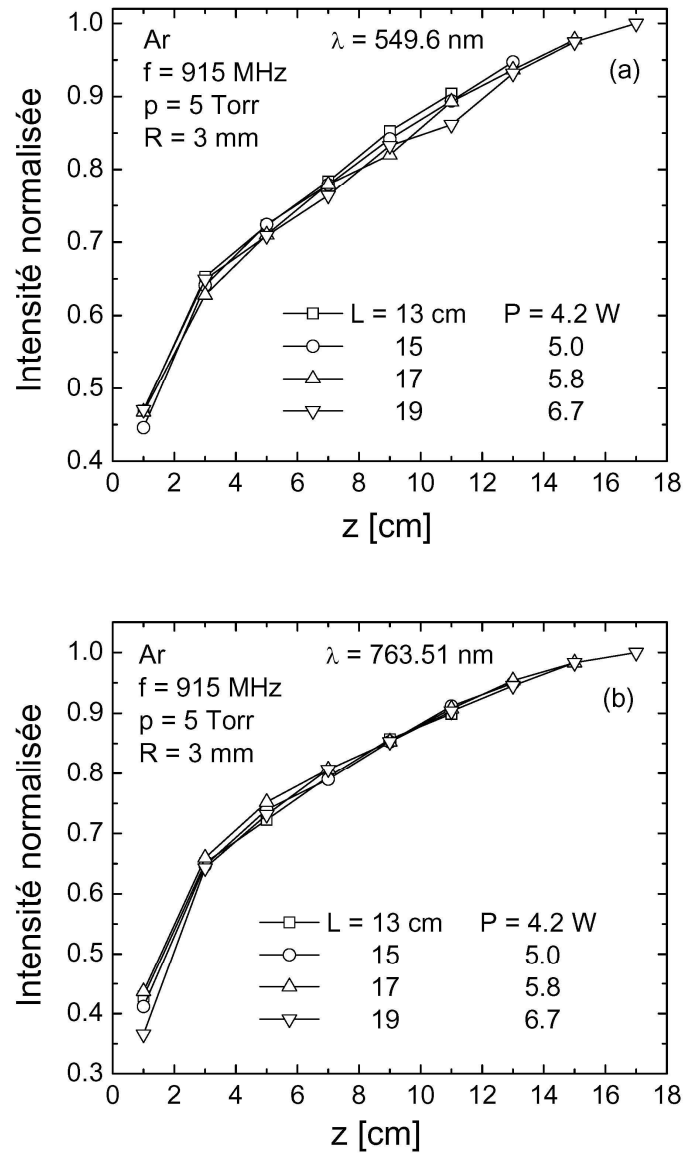 1.0
0.9
0.8
0.7
0.6
0.5
0.4
Intensité normalisée
Ar
f = 915 MHz
p = 5 Torr
R = 3 mm
λ = 549.6 nm
(a)
L = 13 cm P = 4.2 W
15 5.0
17 5.8
19 6.7
0 2 4 6 8 10 12 14 16 18
z [cm]
1.0
0.9
0.8
0.7
0.6
0.5
0.4
0.3
Intensité normalisée
Ar
f = 915 MHz
p = 5 Torr
R = 3 mm
λ = 763.51 nm
(b)
L = 13 cm P = 4.2 W
15 5.0
17 5.8
19 6.7
0 2 4 6 8 10 12 14 16 18
z [cm]